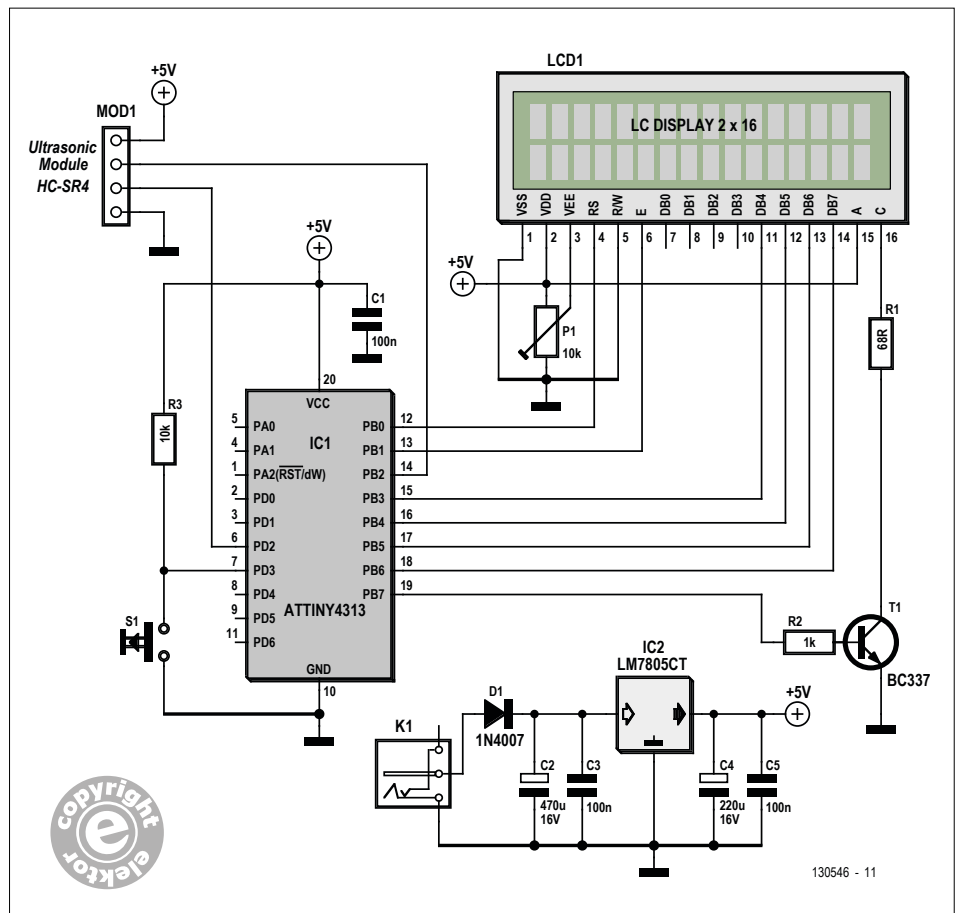 LCD1
+5V
MOD1
Ultrasonic
Module
HC-SR4
LC DISPLAY 2 x 16
VSS VDD VEE RS R/W E DB0 DB1 DB2 DB3 DB4 DB5 DB6 DB7 A C
1 2 3 4 5 6 7 8 9 10 11 12 13 14 15 16
+5V
+5V
C1
100n
P1
10k
R1
68R
R3
10k
20
VCC
IC1
5 PA0 PB0 12
4 PA1 PB1 13
1 PA2(RST/dW) PB2 14
2 PD0 PB3 15
3 PD1 PB4 16
6 PD2 PB5 17
7 PD3 PB6 18
8 PD4 PB7 19
9 PD5
11 PD6
ATTINY4313
GND
10
S1
R2
1k
T1
BC337
IC2
LM7805CT
+5V
K1
D1
1N4007
C2
470u
16V
C3
100n
C4
220u
16V
C5
100n
copyright
e
elektor
130546 - 11